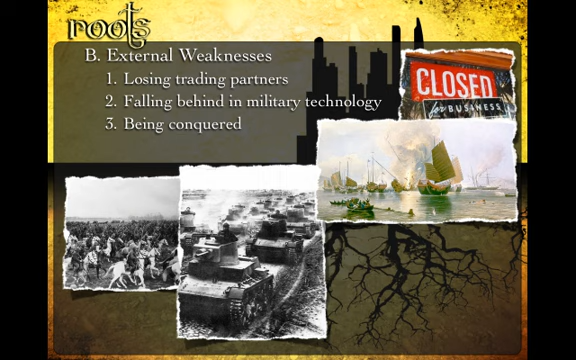 roots
B. External Weaknesses
1. Losing trading partners
2. Falling behind in military technology
3. Being conquered
CLOSED
for BUSINESS